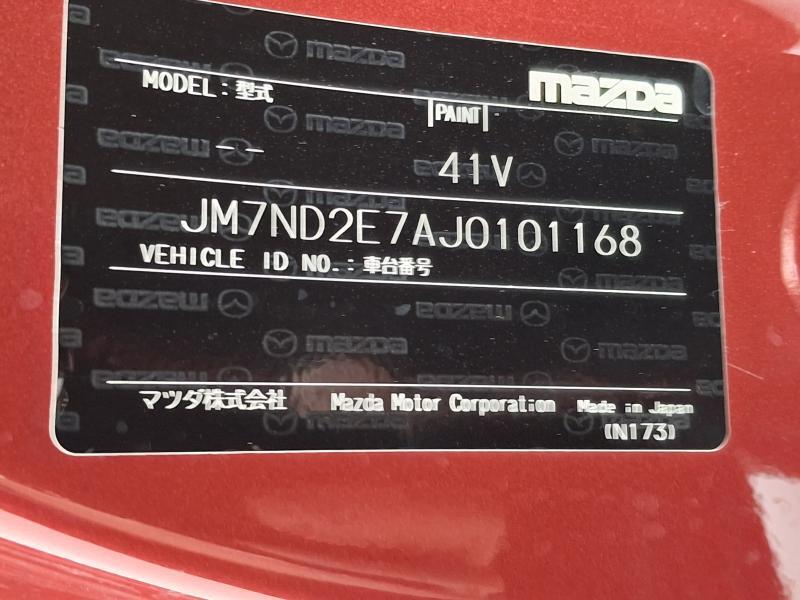 mazda
MODEL : 型式
PAINT
-- 41V
JM7ND2E7AJ0101168
VEHICLE ID NO. : 車台番号
マツダ株式会社 Mazda Motor Corporation Made in Japan
(N173)